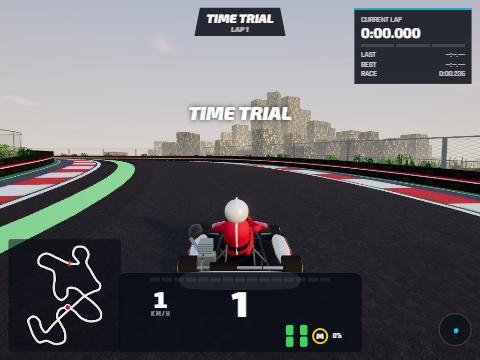 TIME TRIAL
LAP 1
CURRENT LAP
0:00.000
LAST --:--.---
BEST --:--.---
RACE 0:00.235
TIME TRIAL
1
KM/H
1
M
0%